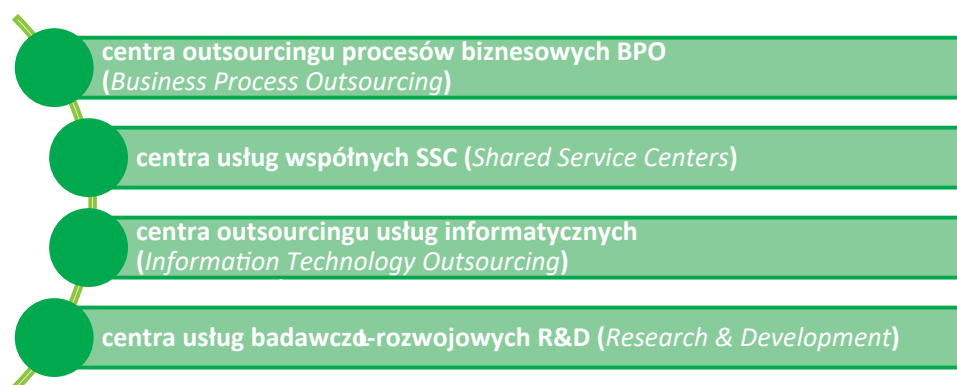 centra outsourcingu procesów biznesowych BPO
(Business Process Outsourcing)
centra usług wspólnych SSC (Shared Service Centers)
centra outsourcingu usług informatycznych
(Information Technology Outsourcing)
centra usług badawczo-rozwojowych R&D (Research & Development)